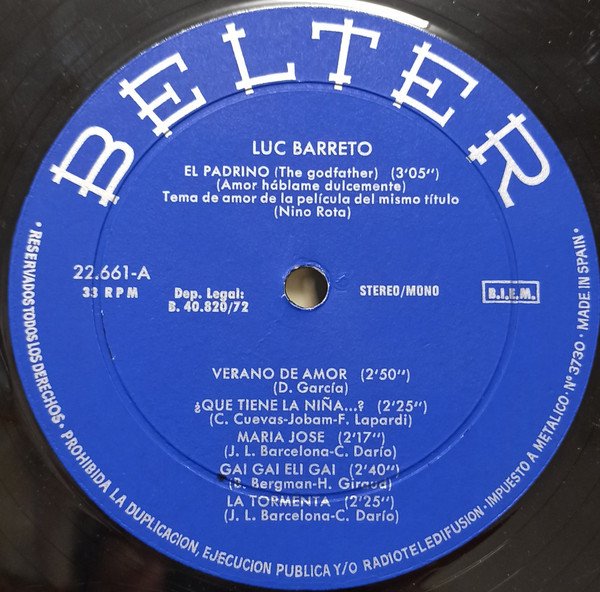 BELTER
LUC BARRETO
EL PADRINO (The godfather) (3'05")
(Amor háblame dulcemente)
Tema de amor de la película del mismo título
(Nino Rota)
22.661-A
33 RPM
Dep. Legal:
B. 40.820/72
STEREO/MONO
B.I.E.M.
VERANO DE AMOR (2'50")
(D. García)
¿QUE TIENE LA NIÑA...? (2'25")
(C. Cuevas-Jobam-F. Lapardi)
MARIA JOSE (2'17")
(J. L. Barcelona-C. Darío)
GAI GAI ELI GAI (2'40")
(B. Bergman-H. Giraud)
LA TORMENTA (2'25")
(J. L. Barcelona-C. Darío)
• RESERVADOS TODOS LOS DERECHOS • PROHIBIDA LA DUPLICACION, EJECUCION PUBLICA Y/O RADIOTELEDIFUSION • IMPUESTO A METALICO • Nº 3730 • MADE IN SPAIN •